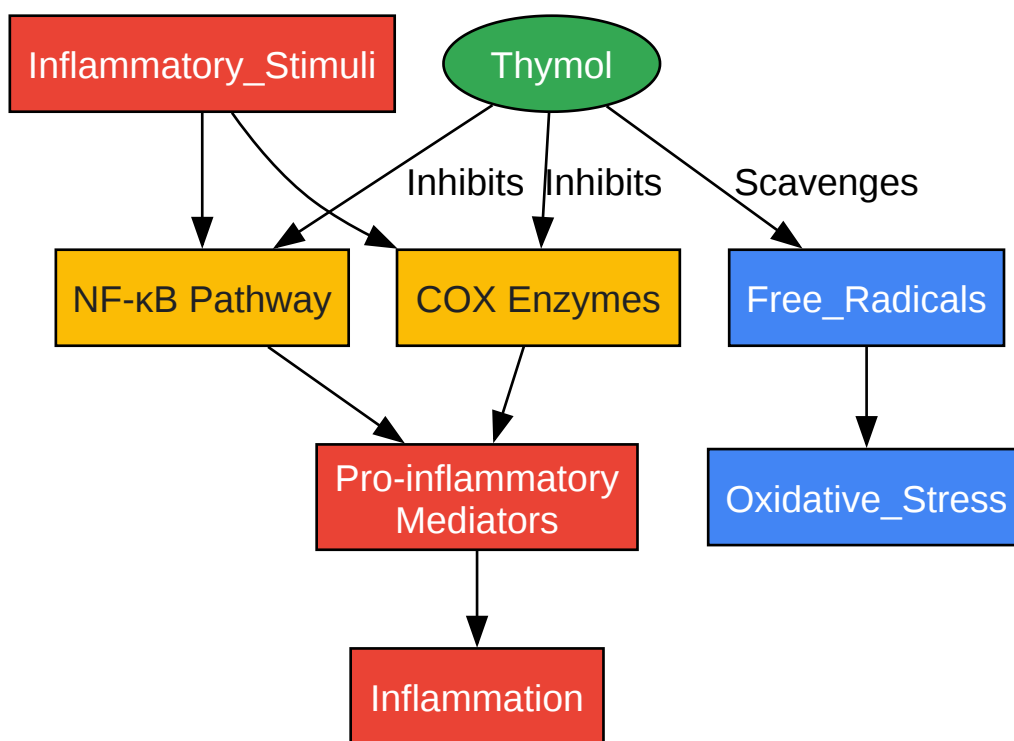 Inflammatory_Stimuli
Thymol
Inhibits
Inhibits
Scavenges
NF-κB Pathway
COX Enzymes
Free_Radicals
Pro-inflammatory
Mediators
Oxidative_Stress
Inflammation